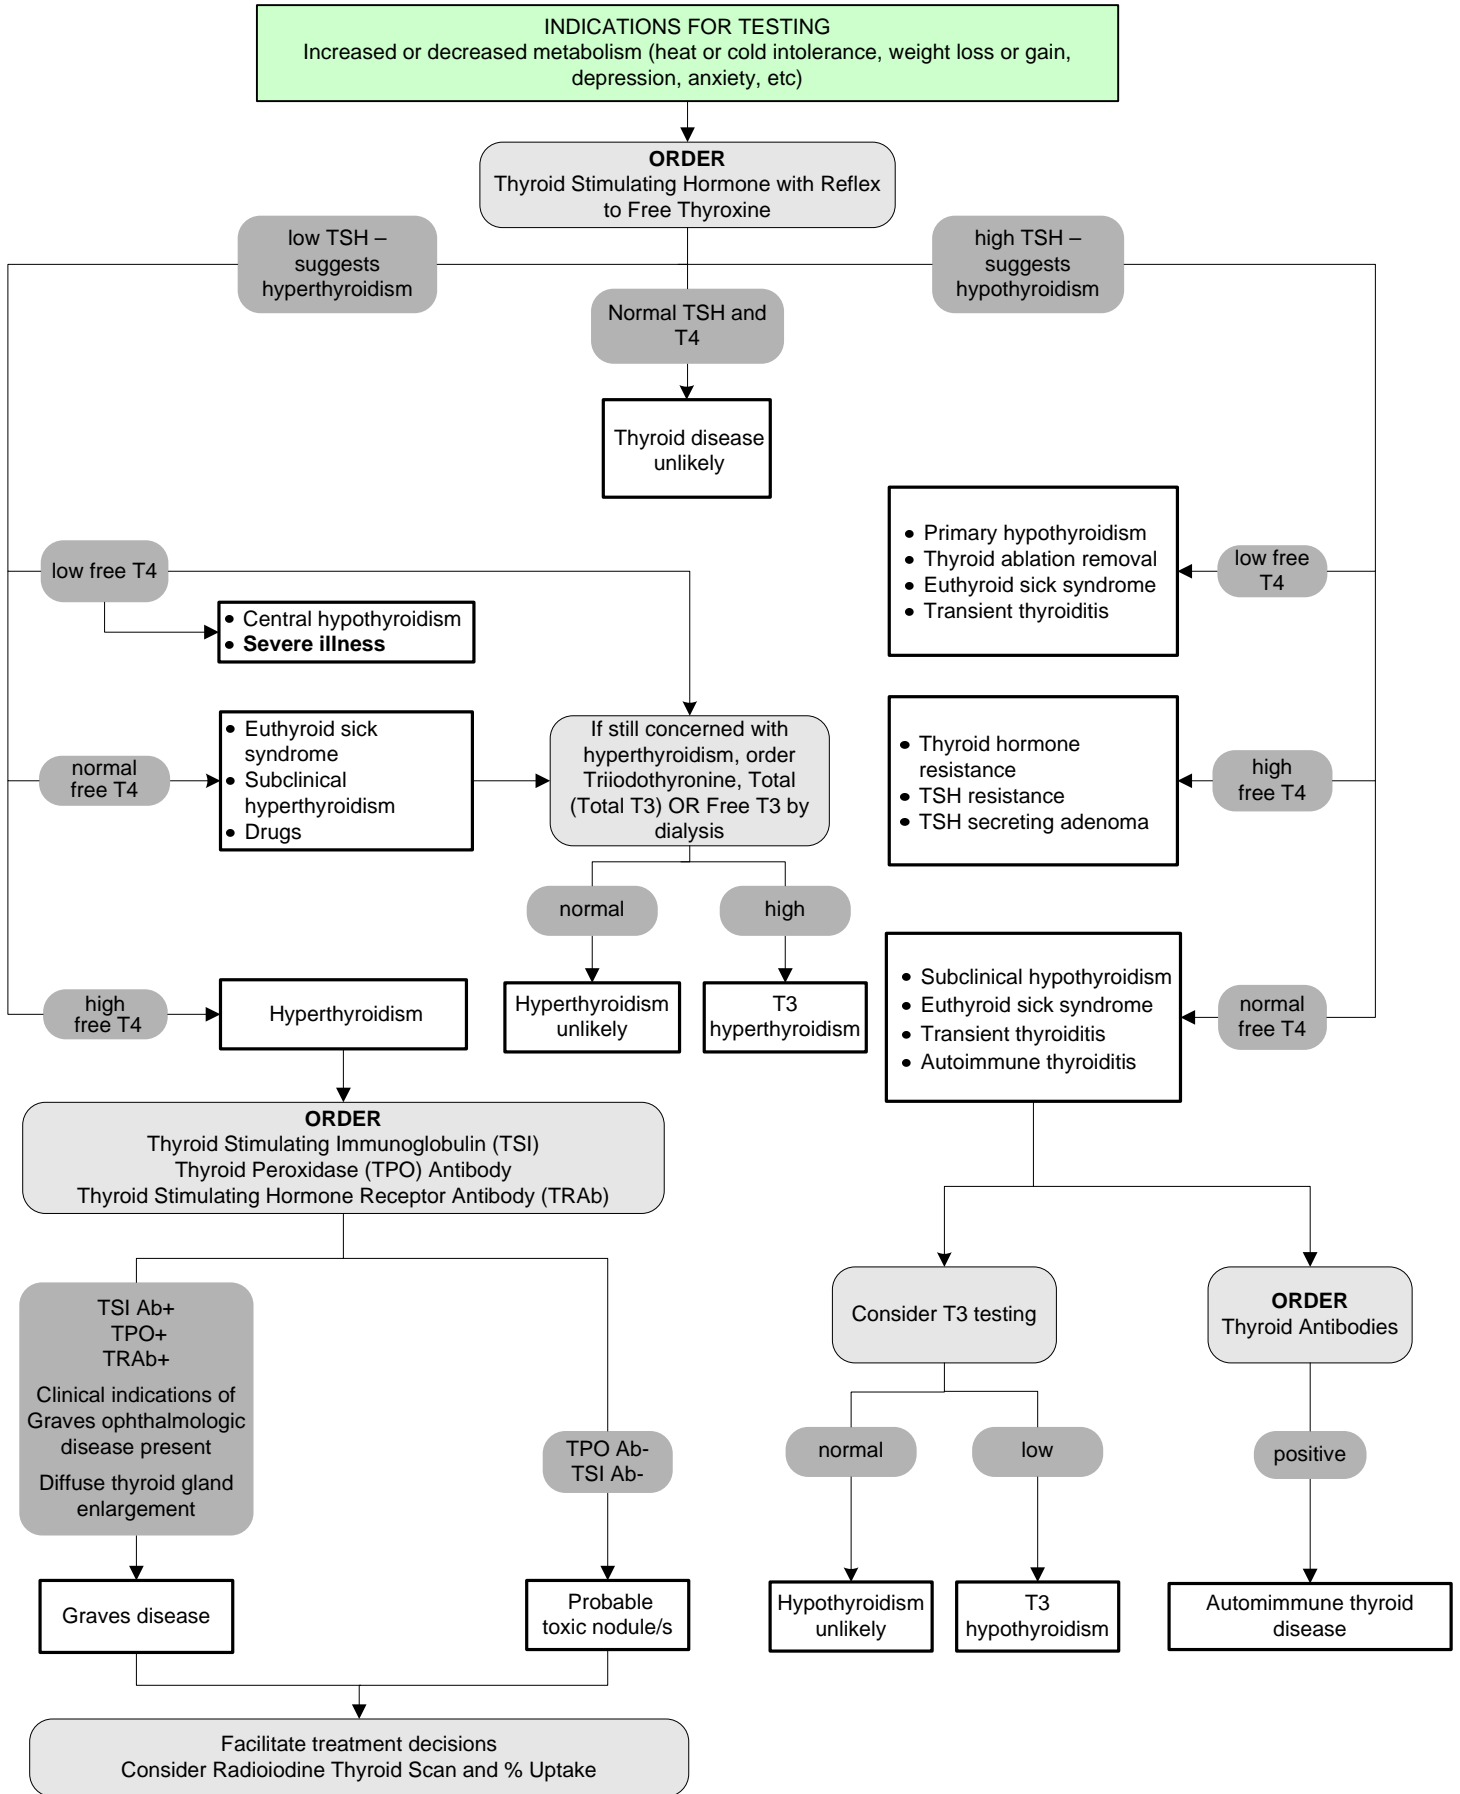 INDICATIONS FOR TESTING
Increased or decreased metabolism (heat or cold intolerance, weight loss or gain,
depression, anxiety, etc)
ORDER
Thyroid Stimulating Hormone with Reflex
to Free Thyroxine
low TSH –
suggests
hyperthyroidism
high TSH –
suggests
hypothyroidism
Normal TSH and
T4
Thyroid disease
unlikely
low free T4
• Central hypothyroidism
• Severe illness
• Primary hypothyroidism
• Thyroid ablation removal
• Euthyroid sick syndrome
• Transient thyroiditis
low free
T4
normal
free T4
• Euthyroid sick
syndrome
• Subclinical
hyperthyroidism
• Drugs
If still concerned with
hyperthyroidism, order
Triiodothyronine, Total
(Total T3) OR Free T3 by
dialysis
• Thyroid hormone
resistance
• TSH resistance
• TSH secreting adenoma
high
free T4
normal
high
high
free T4
Hyperthyroidism
Hyperthyroidism
unlikely
T3
hyperthyroidism
• Subclinical hypothyroidism
• Euthyroid sick syndrome
• Transient thyroiditis
• Autoimmune thyroiditis
normal
free T4
ORDER
Thyroid Stimulating Immunoglobulin (TSI)
Thyroid Peroxidase (TPO) Antibody
Thyroid Stimulating Hormone Receptor Antibody (TRAb)
TSI Ab+
TPO+
TRAb+
Clinical indications of
Graves ophthalmologic
disease present
Diffuse thyroid gland
enlargement
TPO Ab-
TSI Ab-
Consider T3 testing
ORDER
Thyroid Antibodies
normal
low
positive
Graves disease
Probable
toxic nodule/s
Hypothyroidism
unlikely
T3
hypothyroidism
Automimmune thyroid
disease
Facilitate treatment decisions
Consider Radioiodine Thyroid Scan and % Uptake